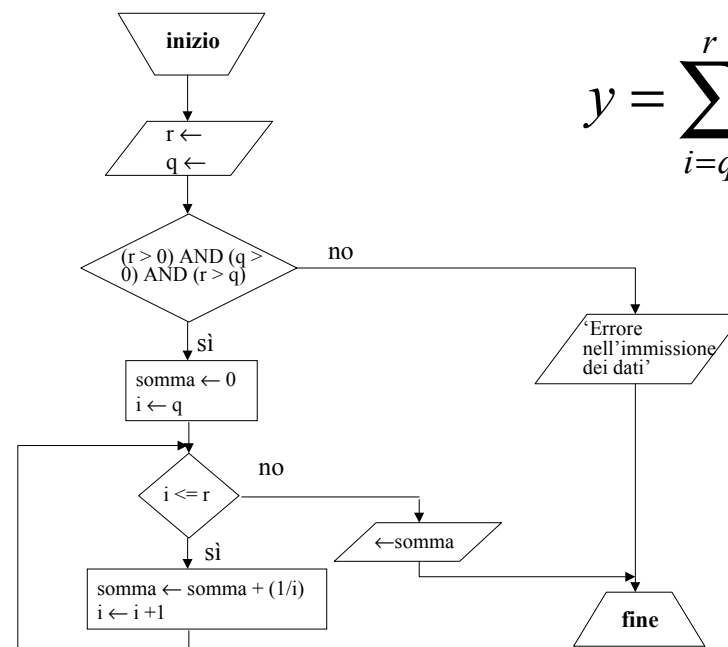 inizio
r
y = ∑
i=q
r ←
q ←
(r > 0) AND (q >
0) AND (r > q)
no
sì
'Errore
nell'immissione
dei dati'
somma ← 0
i ← q
no
i <= r
←somma
sì
somma ← somma + (1/i)
i ← i +1
fine